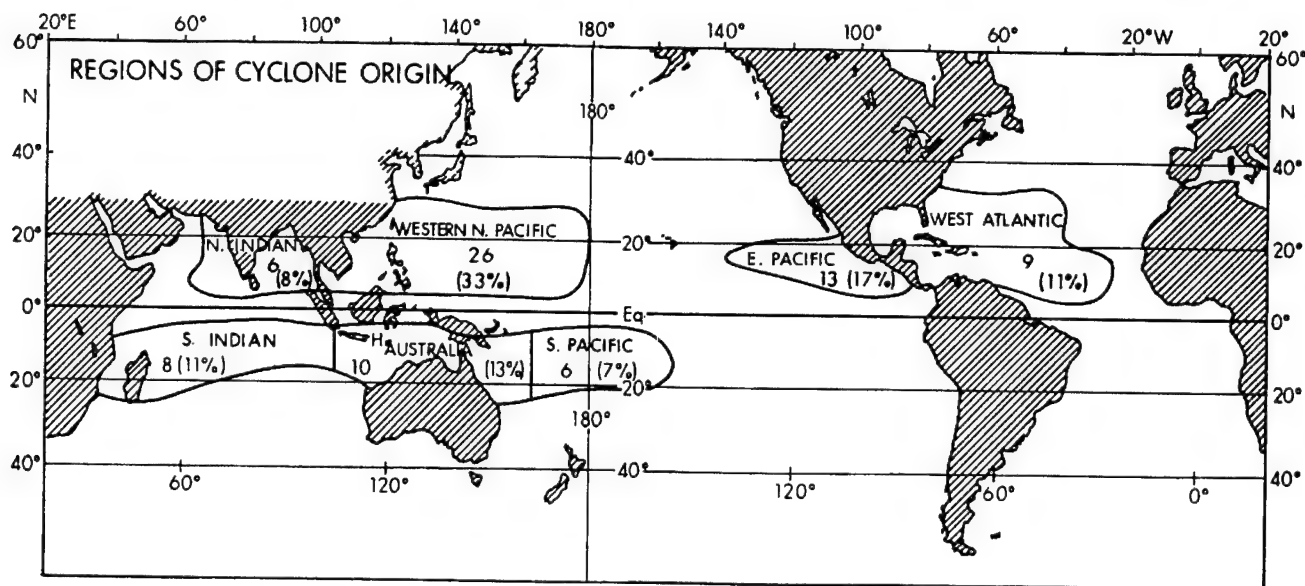 20°E 60° 100° 140° 180° 140° 100° 60° 20°W 20°
60° 60°
REGIONS OF CYCLONE ORIGIN
N N
180°
40° 40° 40°
WESTERN N. PACIFIC WEST ATLANTIC
N. INDIAN
20° 20° 20°
26 E. PACIFIC 9
6 (8%) (33%) 13 (17%) (11%)
0° Eq. 0°
S. INDIAN H AUSTRALIA S. PACIFIC
8 (11%) 10 (13%) 6 (7%)
20° 20° 20°
180°
40° 40° 40°
60° 120° 120° 60° 0°